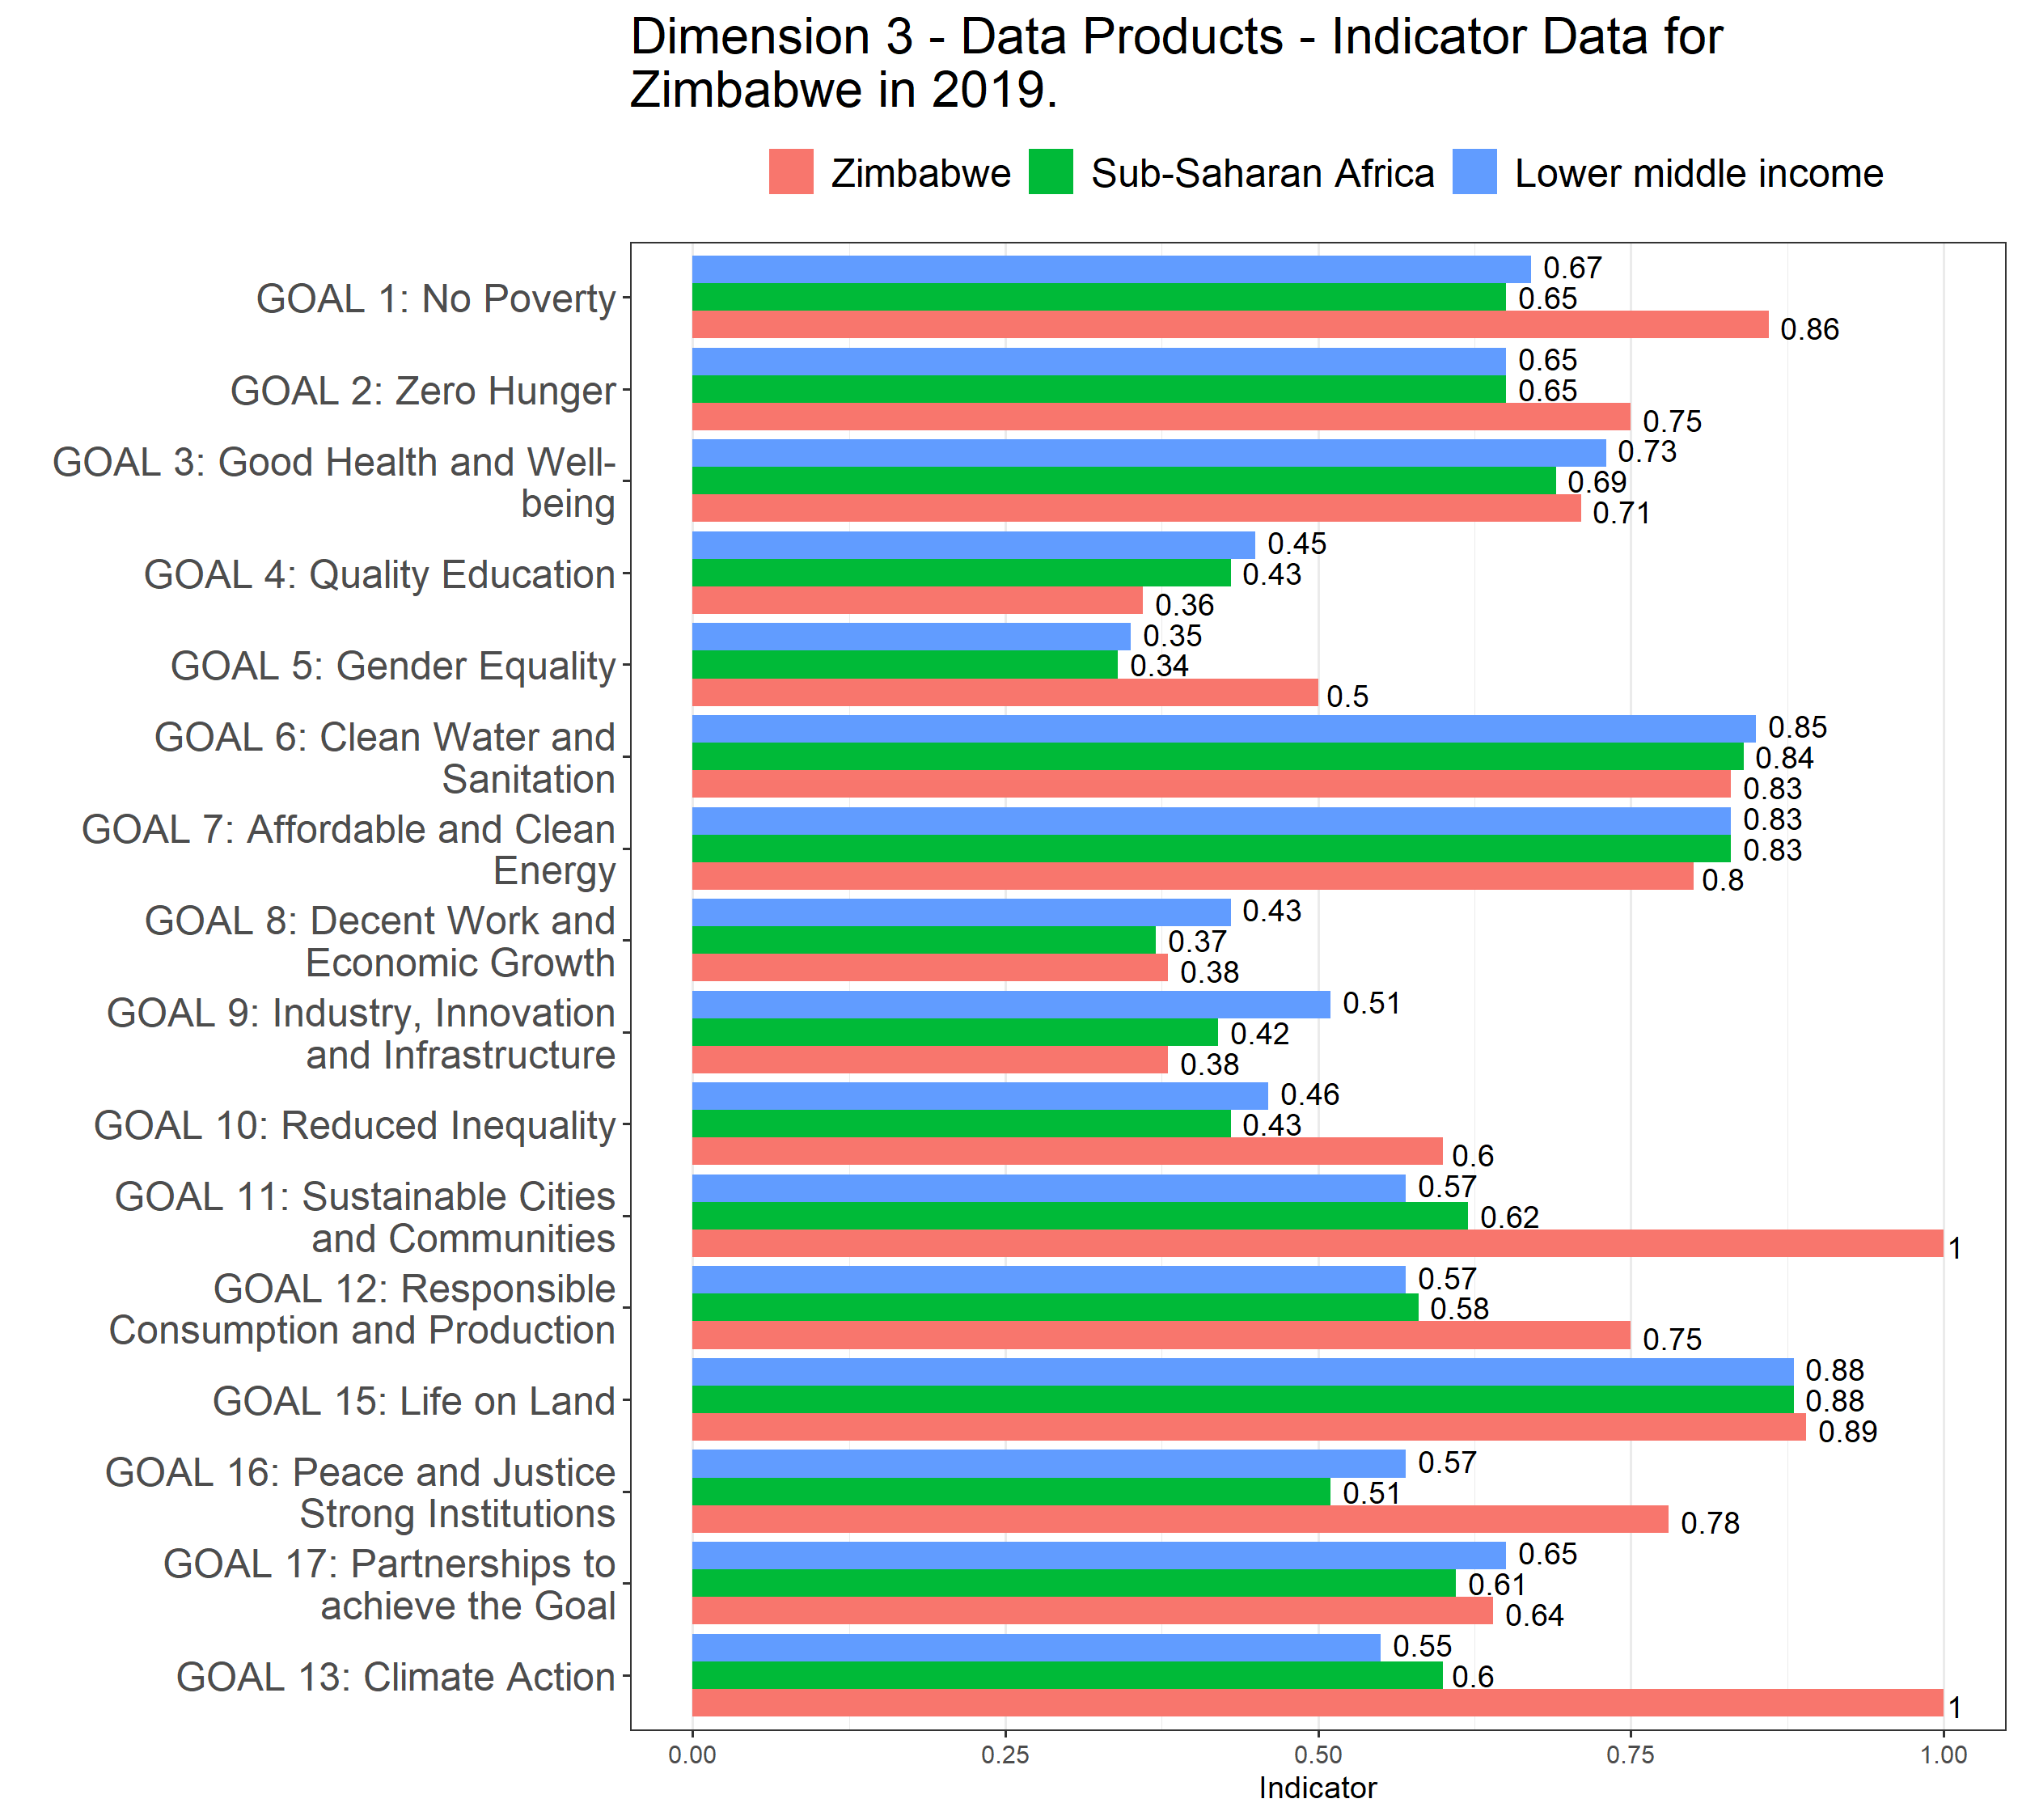 Dimension 3 - Data Products - Indicator Data for
Zimbabwe in 2019.
Zimbabwe
Sub-Saharan Africa
Lower middle income
GOAL 1: No Poverty
0.67
0.65
0.86
GOAL 2: Zero Hunger
0.65
0.65
0.75
GOAL 3: Good Health and Well-
being
0.73
0.69
0.71
GOAL 4: Quality Education
0.45
0.43
0.36
GOAL 5: Gender Equality
0.35
0.34
0.5
GOAL 6: Clean Water and
Sanitation
0.85
0.84
0.83
GOAL 7: Affordable and Clean
Energy
0.83
0.83
0.8
GOAL 8: Decent Work and
Economic Growth
0.43
0.37
0.38
GOAL 9: Industry, Innovation
and Infrastructure
0.51
0.42
0.38
GOAL 10: Reduced Inequality
0.46
0.43
0.6
GOAL 11: Sustainable Cities
and Communities
0.57
0.62
1
GOAL 12: Responsible
Consumption and Production
0.57
0.58
0.75
GOAL 15: Life on Land
0.88
0.88
0.89
GOAL 16: Peace and Justice
Strong Institutions
0.57
0.51
0.78
GOAL 17: Partnerships to
achieve the Goal
0.65
0.61
0.64
GOAL 13: Climate Action
0.55
0.6
1
0.00 0.25 0.50 0.75 1.00
Indicator